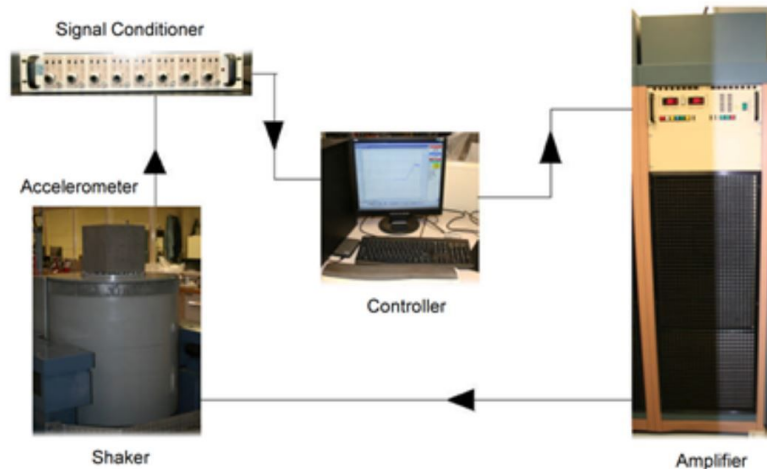 Signal Conditioner
Accelerometer
Controller
Shaker
Amplifier